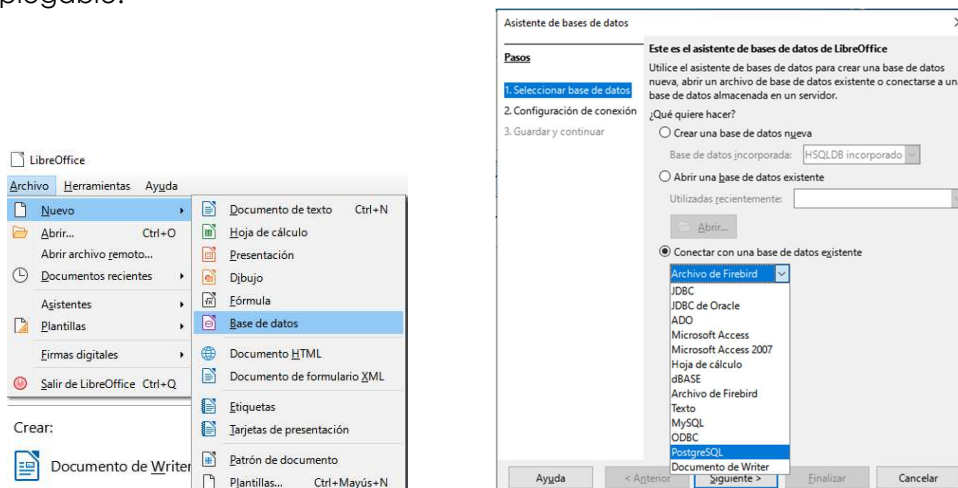 LibreOffice
Archivo Herramientas Ayuda
Nuevo
Abrir... Ctrl+O
Abrir archivo remoto...
Documentos recientes
Asistentes
Plantillas
Firmas digitales
Salir de LibreOffice Ctrl+Q
Crear:
Documento de Writer
Documento de texto Ctrl+N
Hoja de cálculo
Presentación
Dibujo
Fórmula
Base de datos
Documento HTML
Documento de formulario XML
Etiquetas
Tarjetas de presentación
Patrón de documento
Plantillas... Ctrl+Mayús+N
Asistente de bases de datos
Pasos
1. Seleccionar base de datos
2. Configuración de conexión
3. Guardar y continuar
Este es el asistente de bases de datos de LibreOffice
Utilice el asistente de bases de datos para crear una base de datos
nueva, abrir un archivo de base de datos existente o conectarse a una
base de datos almacenada en un servidor.
¿Qué quiere hacer?
Crear una base de datos nueva
Base de datos incorporada: HSQLDB incorporado
Abrir una base de datos existente
Utilizadas recientemente:
Abrir...
Conectar con una base de datos existente
Archivo de Firebird
JDBC
JDBC de Oracle
ADO
Microsoft Access
Microsoft Access 2007
Hoja de cálculo
dBASE
Archivo de Firebird
Texto
MySQL
ODBC
PostgreSQL
Documento de Writer
Ayuda < Anterior Siguiente > Finalizar Cancelar